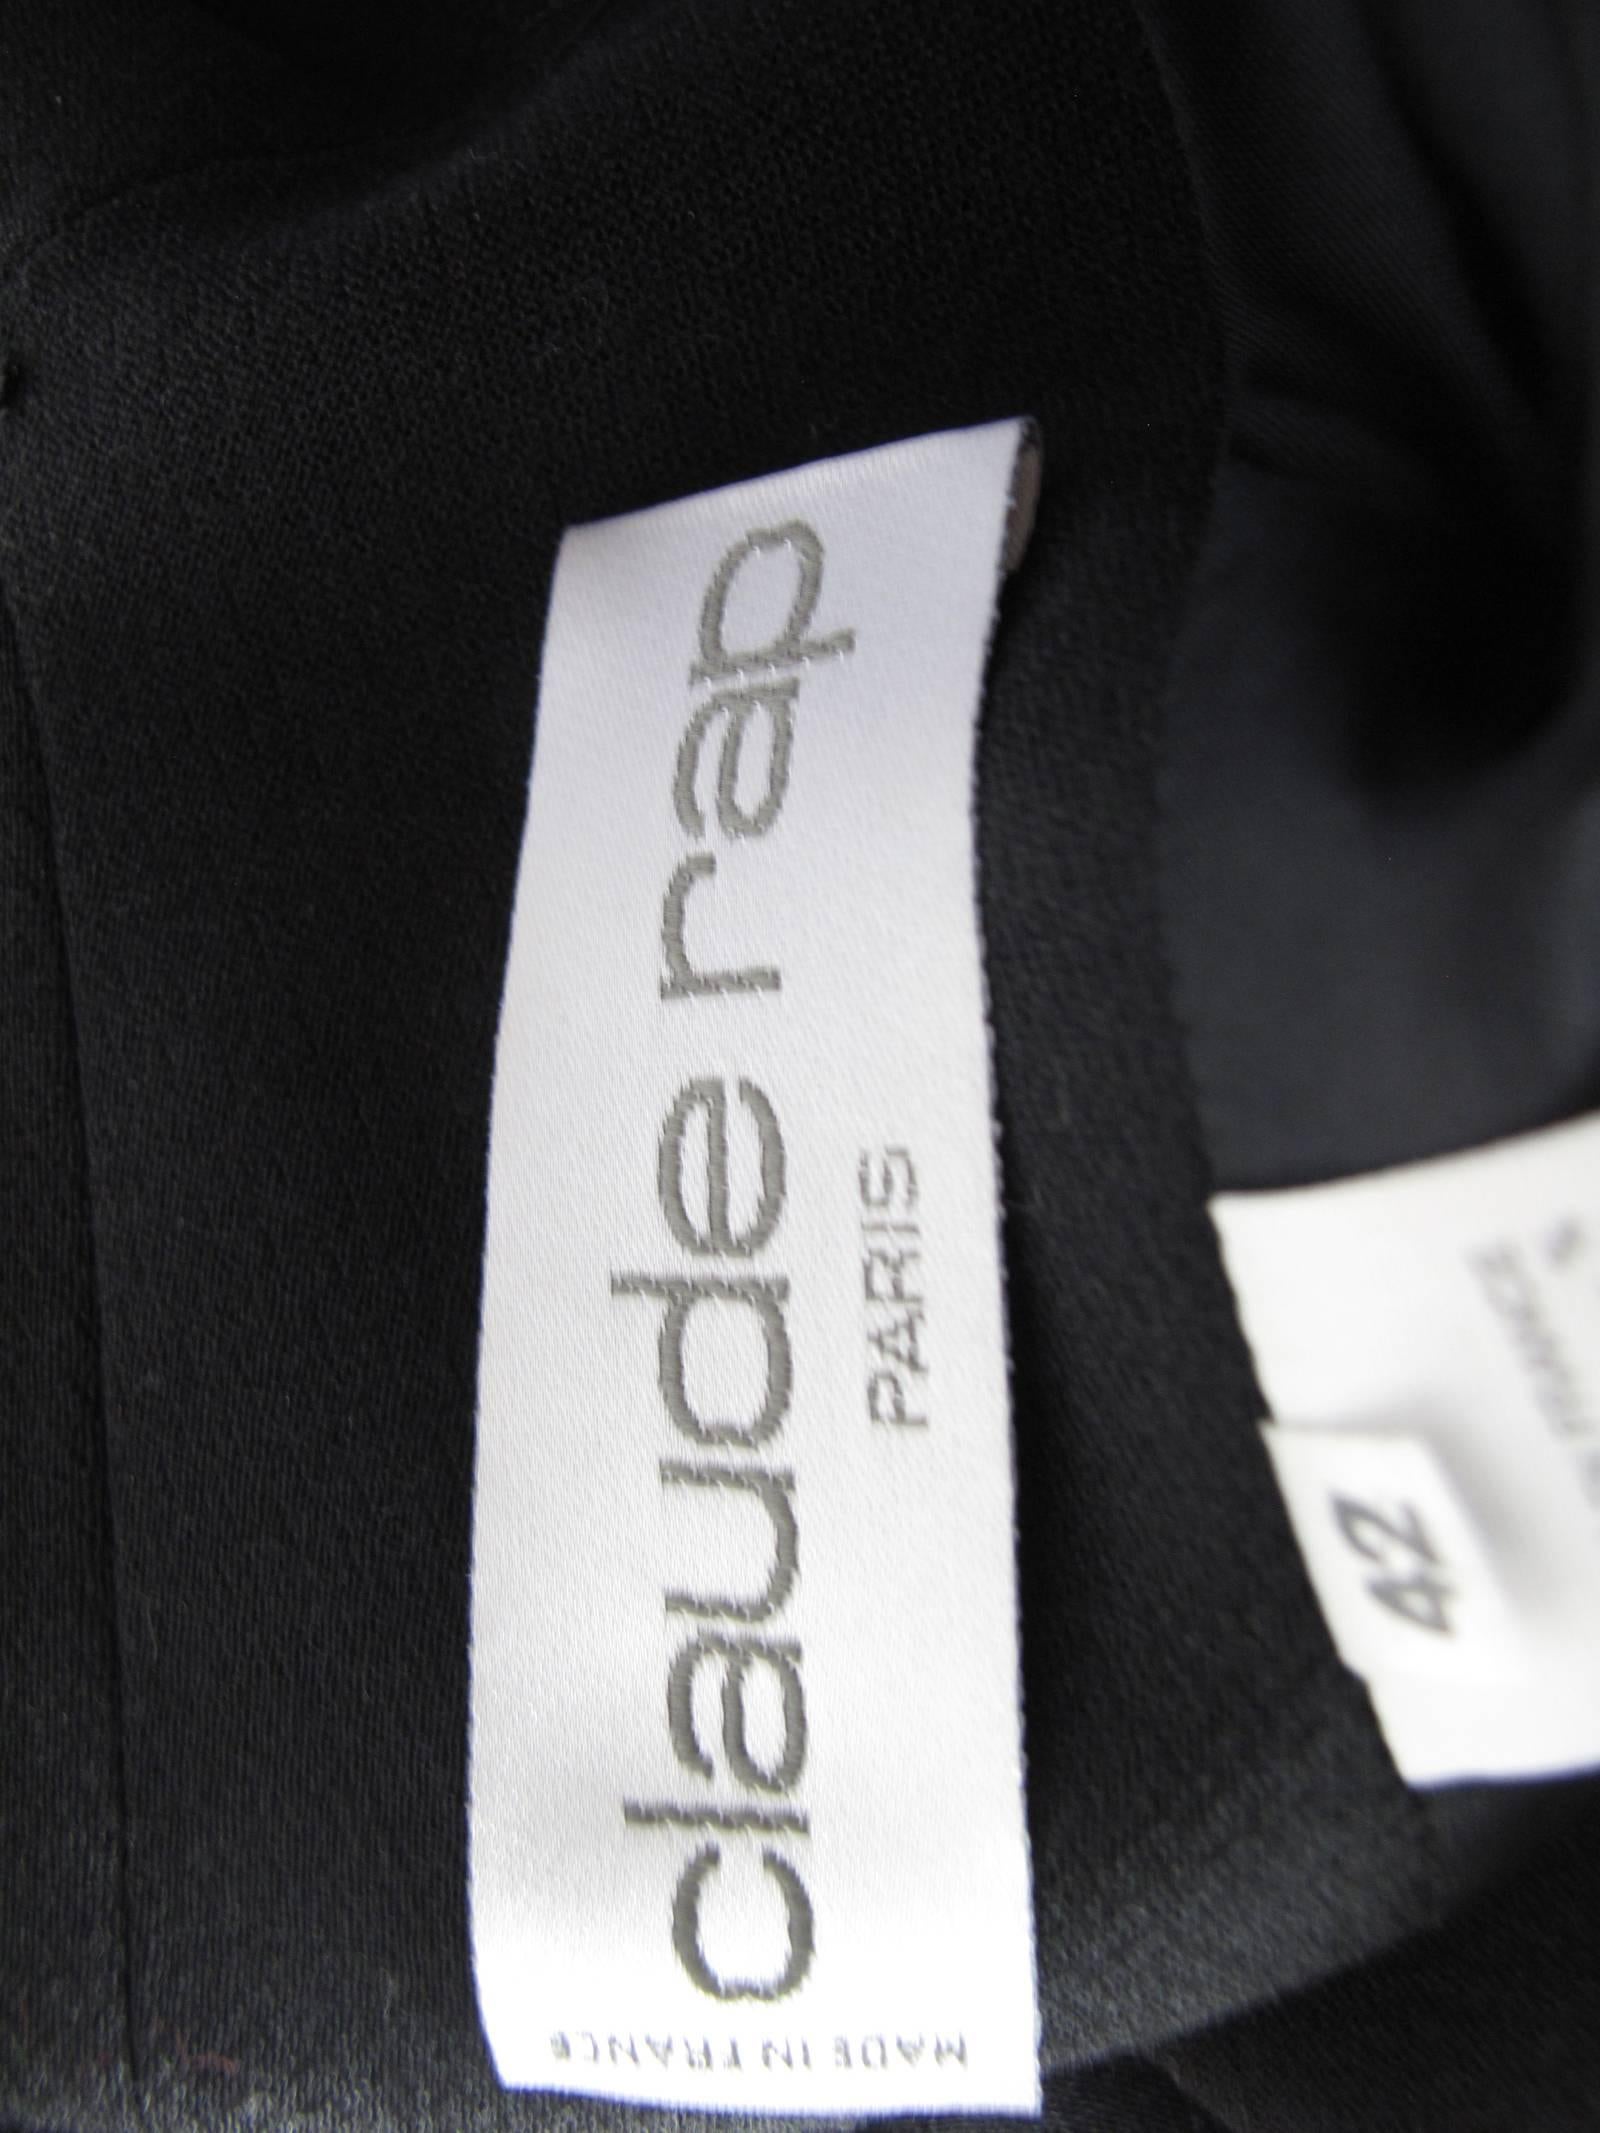 claude rap
PARIS
MADE IN FRANCE
42